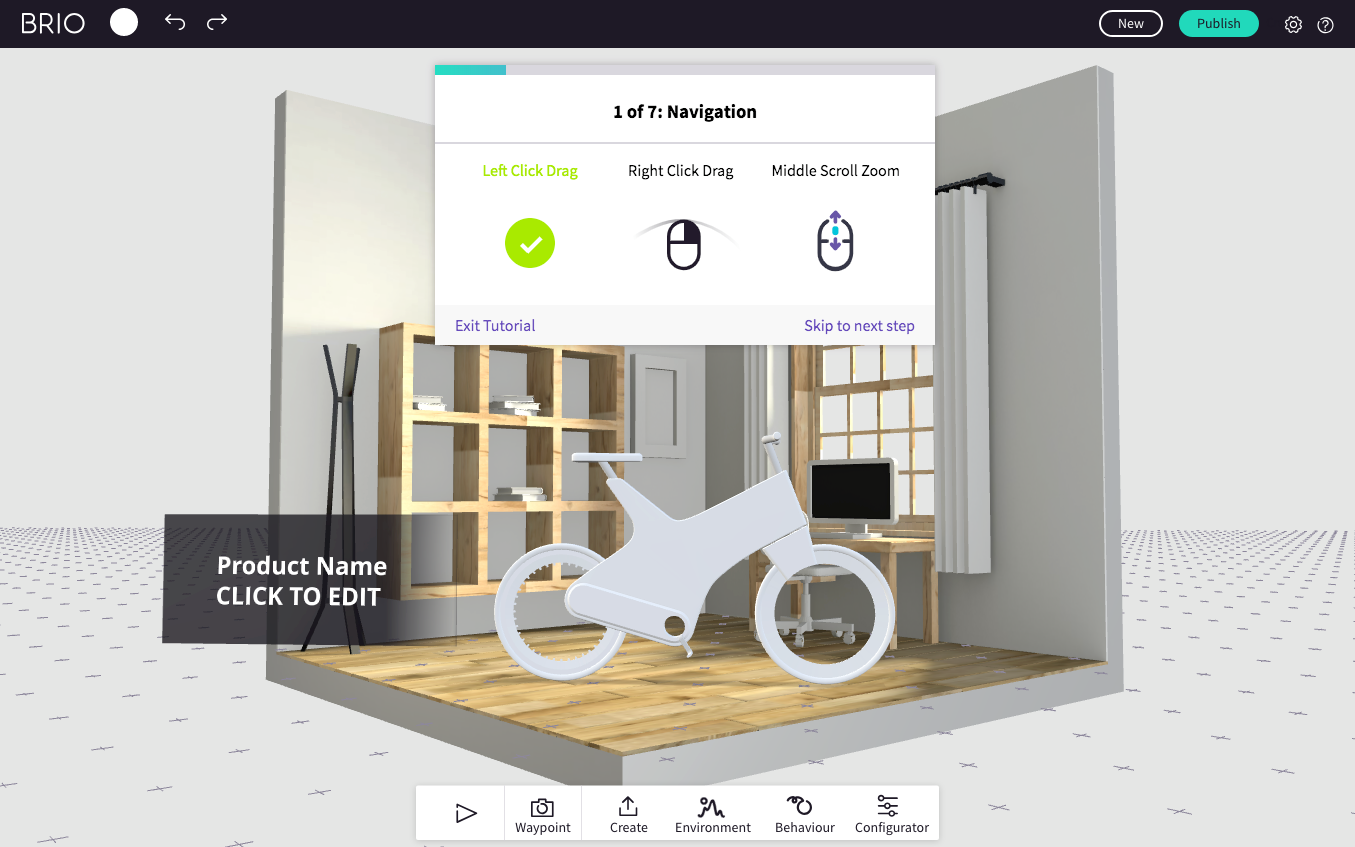 BRIO
New
Publish
1 of 7: Navigation
Left Click Drag
Right Click Drag
Middle Scroll Zoom
Exit Tutorial
Skip to next step
Product Name
CLICK TO EDIT
Waypoint
Create
Environment
Behaviour
Configurator